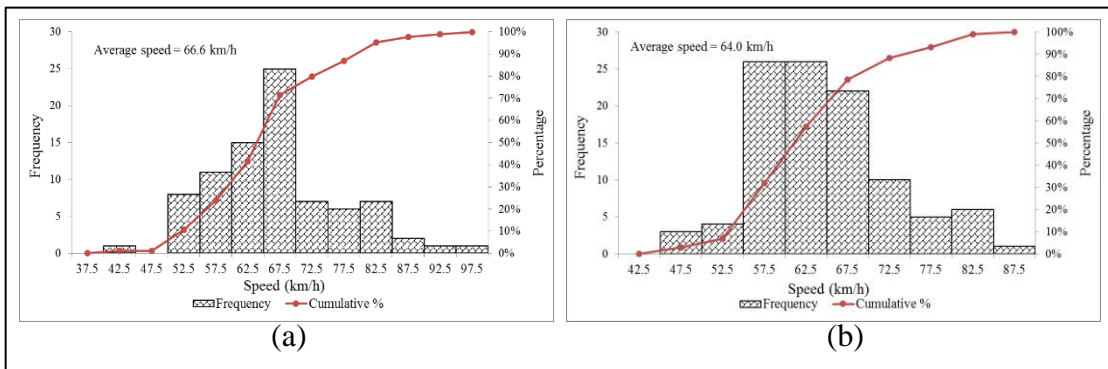 Average speed = 66.6 km/h
Frequency
30
25
20
15
10
5
0
100%
90%
80%
70%
60%
50%
40%
30%
20%
10%
0%
Percentage
37.5 42.5 47.5 52.5 57.5 62.5 67.5 72.5 77.5 82.5 87.5 92.5 97.5
Speed (km/h)
Frequency Cumulative %
(a)
Average speed = 64.0 km/h
Frequency
30
25
20
15
10
5
0
100%
90%
80%
70%
60%
50%
40%
30%
20%
10%
0%
Percentage
42.5 47.5 52.5 57.5 62.5 67.5 72.5 77.5 82.5 87.5
Speed (km/h)
Frequency Cumulative %
(b)